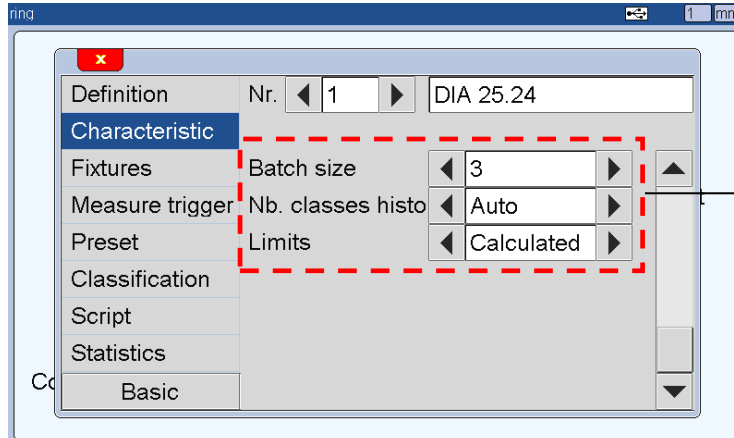 ring
1 mm
x
Definition
Nr. 1 DIA 25.24
Characteristic
Fixtures
Batch size 3
Measure trigger
Nb. classes histo Auto
Preset
Limits Calculated
Classification
Script
Statistics
Basic